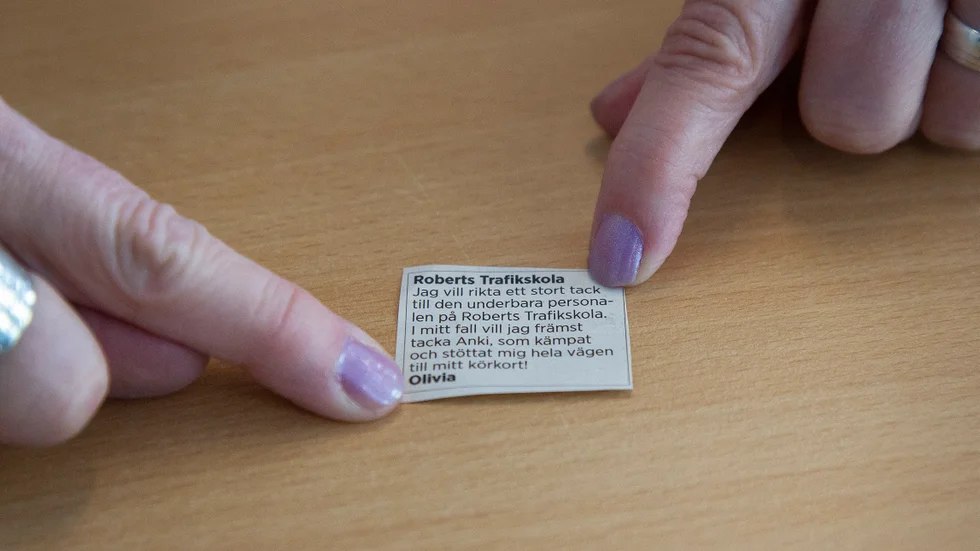 Roberts Trafikskola
Jag vill rikta ett stort tack
till den underbara persona-
len på Roberts Trafikskola.
I mitt fall vill jag främst
tacka Anki, som kämpat
och stöttat mig hela vägen
till mitt körkort!
Olivia